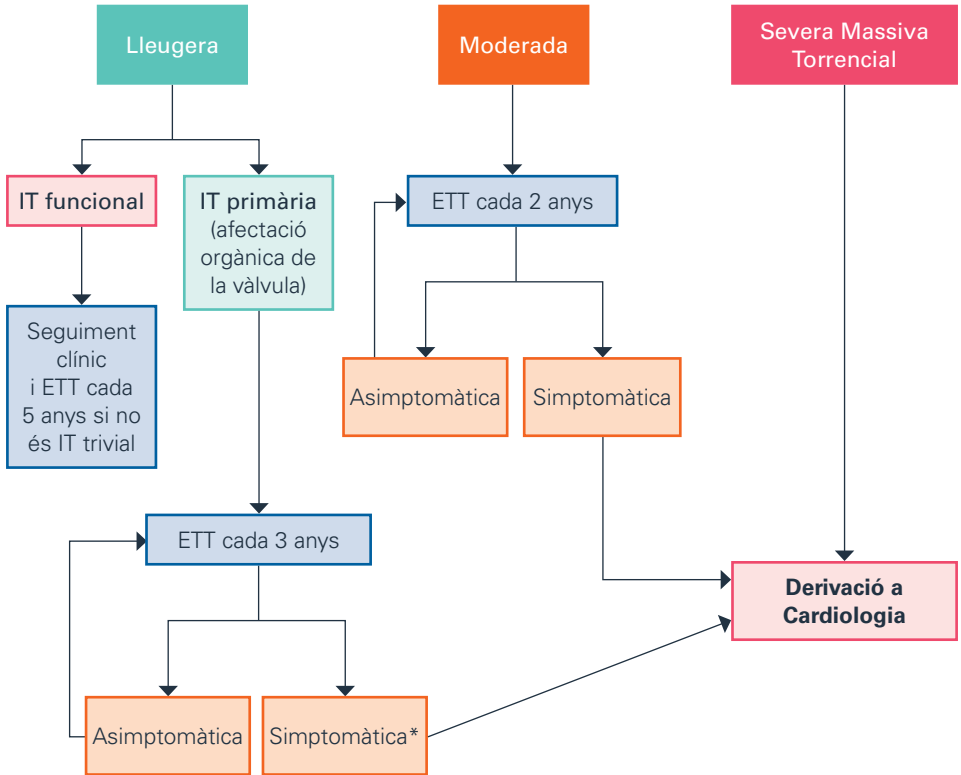 Lleugera
Moderada
Severa Massiva
Torrencial
IT funcional
IT primària
(afectació
orgànica de
la vàlvula)
ETT cada 2 anys
Seguiment
clínic
i ETT cada
5 anys si no
és IT trivial
Asimptomàtica
Simptomàtica
ETT cada 3 anys
Derivació a
Cardiologia
Asimptomàtica
Simptomàtica*